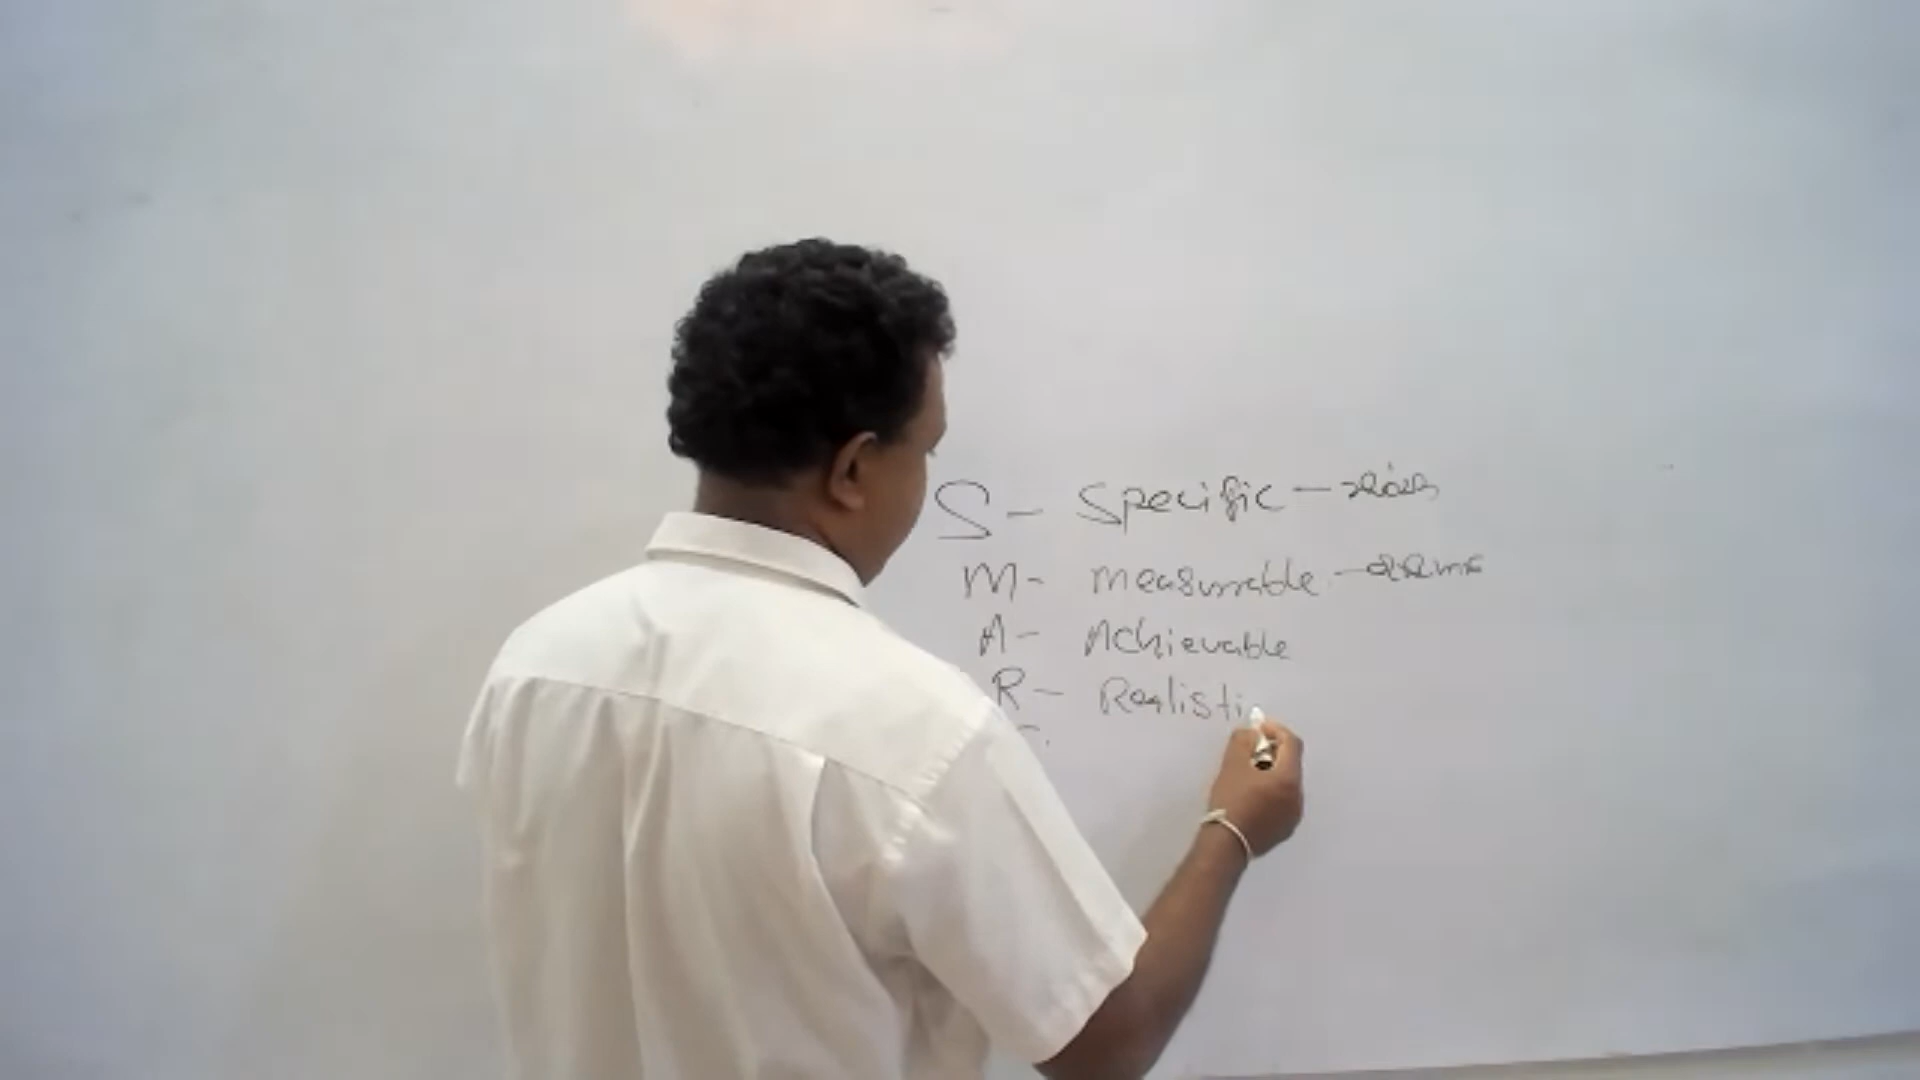 S - Specific -
M - Measurable -
A - Achievable
R - Realisti